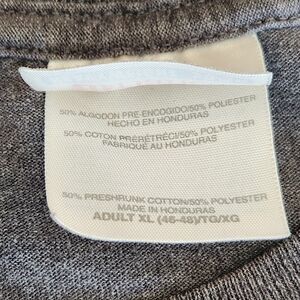 50% ALGODON PRE-ENCOGIDO/50% POLIESTER
HECHO EN HONDURAS
50% COTON PRÉRÉTRÉCI/50% POLYESTER
FABRIQUÉ AU HONDURAS
50% PRESHRUNK COTTON/50% POLYESTER
MADE IN HONDURAS
ADULT XL (46-48)/TG/XG